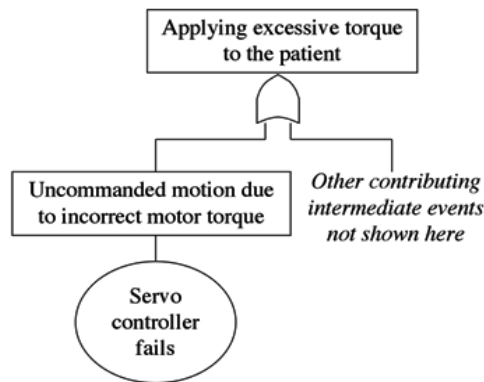 Applying excessive torque
to the patient
Uncommanded motion due
to incorrect motor torque
Other contributing
intermediate events
not shown here
Servo
controller
fails